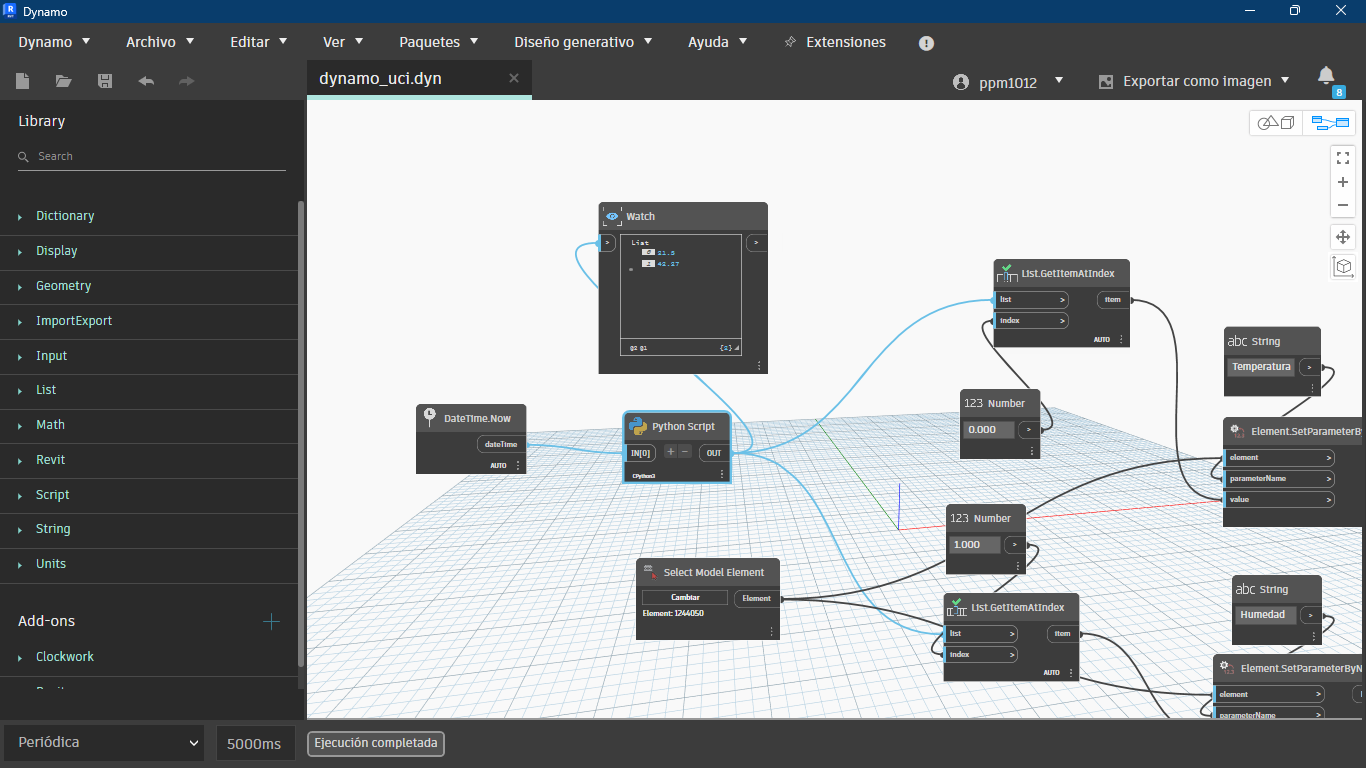 Dynamo
Dynamo Archivo Editar Ver Paquetes Diseño generativo Ayuda Extensiones
dynamo_uci.dyn
ppm1012 Exportar como imagen
8
Library
Search
Dictionary
Display
Geometry
ImportExport
Input
List
Math
Revit
Script
String
Units
Add-ons
Clockwork
Watch
>
>
List
0 21.5
1 42.27
@2 @1 {2}
DateTime.Now
dateTime
AUTO
Python Script
IN[0] + - OUT
CPython3
Select Model Element
Cambiar
Element
Element: 1244050
List.GetItemAtIndex
list > item
index >
AUTO
123 Number
0.000 >
123 Number
1.000 >
List.GetItemAtIndex
list > item
index >
AUTO
abc String
Temperatura >
Element.SetParameterBy
element >
parameterName >
value >
abc String
Humedad >
Element.SetParameterByN
element >
parameterName >
Periódica 5000ms Ejecución completada